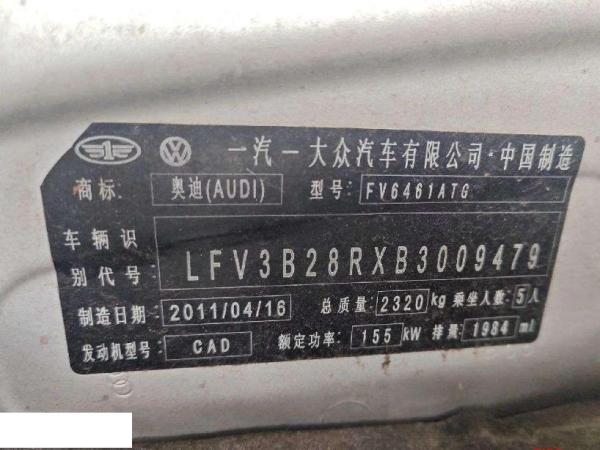 一汽一大众汽车有限公司·中国制造
商标: 奥迪(AUDI) 型号: FV6461ATG
车辆识别代号: LFV3B28RXB3009479
制造日期: 2011/04/16 总质量: 2320 kg 乘坐人数: 5人
发动机型号: CAD 额定功率: 155 kW 排量: 1984 ml